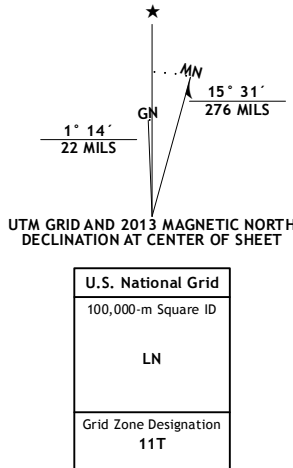 MN
GN
15° 31´
276 MILS
1° 14´
22 MILS
UTM GRID AND 2013 MAGNETIC NORTH
DECLINATION AT CENTER OF SHEET
U.S. National Grid
100,000-m Square ID
LN
Grid Zone Designation
11T